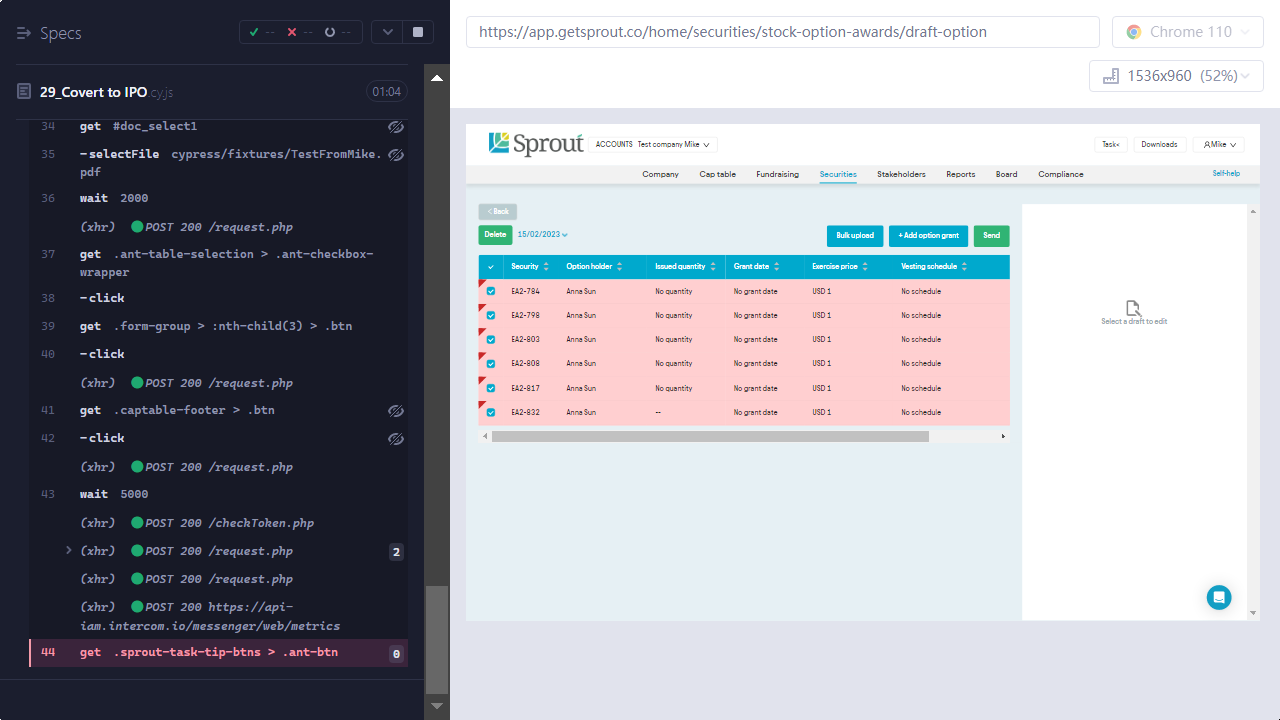 Specs
-- -- --
29_Covert to IPO.cy.js 01:04
34 get #doc_select1
35 -selectFile cypress/fixtures/TestFromMike.
pdf
36 wait 2000
(xhr) POST 200 /request.php
37 get .ant-table-selection > .ant-checkbox-
wrapper
38 -click
39 get .form-group > :nth-child(3) > .btn
40 -click
(xhr) POST 200 /request.php
41 get .captable-footer > .btn
42 -click
(xhr) POST 200 /request.php
43 wait 5000
(xhr) POST 200 /checkToken.php
(xhr) POST 200 /request.php 2
(xhr) POST 200 /request.php
(xhr) POST 200 https://api-
iam.intercom.io/messenger/web/metrics
44 get .sprout-task-tip-btns > .ant-btn 0
https://app.getsprout.co/home/securities/stock-option-awards/draft-option
Chrome 110
1536x960 (52%)
Sprout ACCOUNTS Test company Mike Task< Downloads Mike
Company Cap table Fundraising Securities Stakeholders Reports Board Compliance Self-help
< Back
Delete 15/02/2023 Bulk upload + Add option grant Send
Security Option holder Issued quantity Grant date Exercise price Vesting schedule
EA2-784 Anna Sun No quantity No grant date USD 1 No schedule
EA2-798 Anna Sun No quantity No grant date USD 1 No schedule
EA2-803 Anna Sun No quantity No grant date USD 1 No schedule
EA2-808 Anna Sun No quantity No grant date USD 1 No schedule
EA2-817 Anna Sun No quantity No grant date USD 1 No schedule
EA2-832 Anna Sun -- No grant date USD 1 No schedule
Select a draft to edit